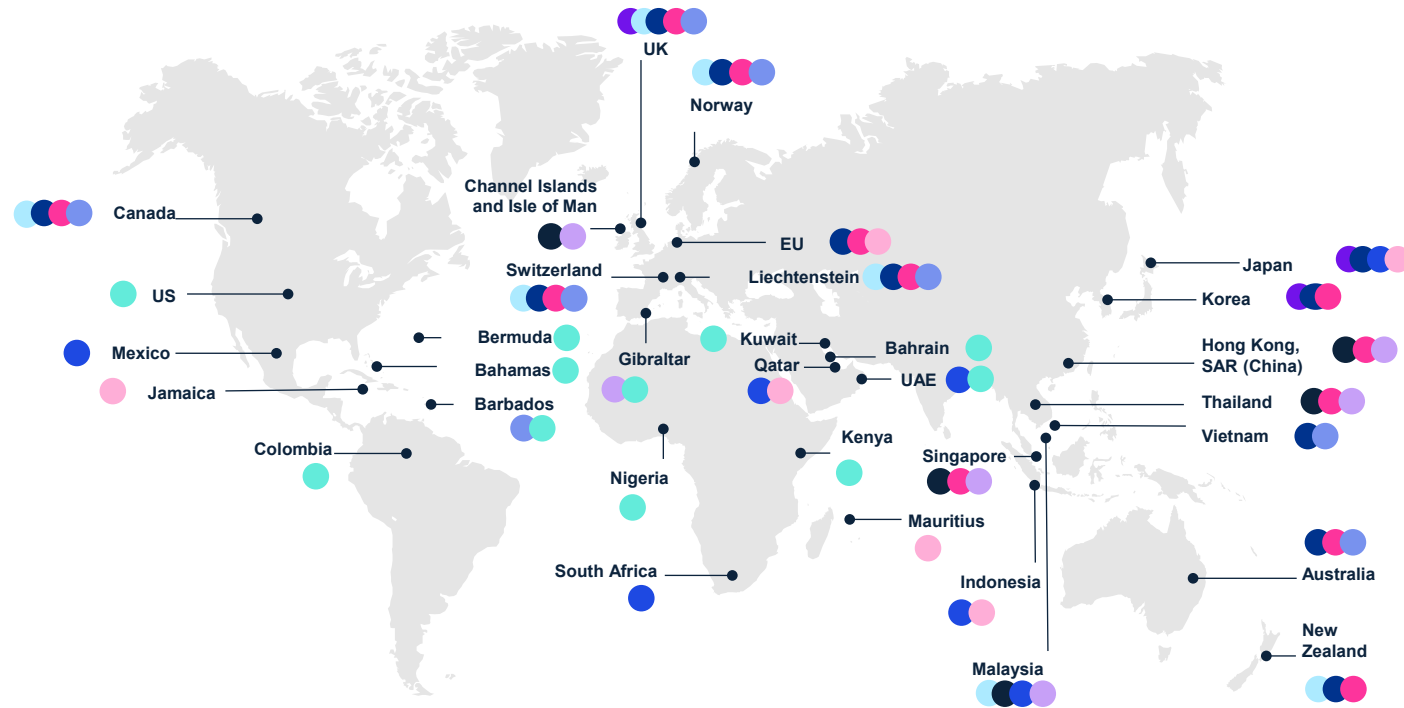 UK
Norway
Channel Islands
and Isle of Man
Canada
EU
Switzerland
Liechtenstein
Japan
US
Korea
Bermuda
Kuwait
Bahrain
Hong Kong,
SAR (China)
Mexico
Gibraltar
Qatar
Bahamas
UAE
Jamaica
Barbados
Thailand
Vietnam
Colombia
Kenya
Singapore
Nigeria
Mauritius
South Africa
Indonesia
Australia
New
Zealand
Malaysia